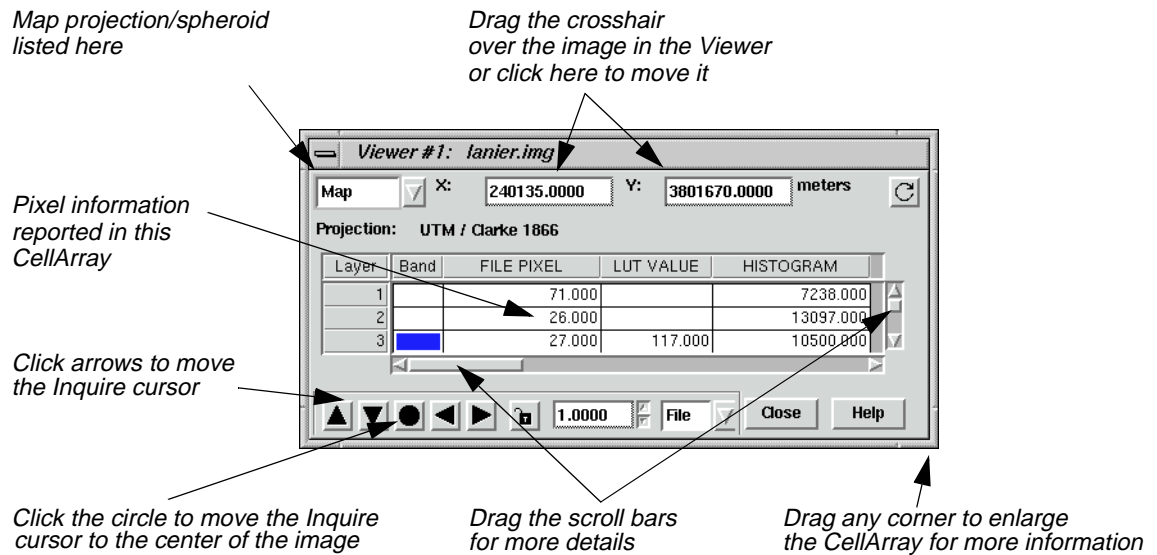 Map projection/spheroid
listed here
Drag the crosshair
over the image in the Viewer
or click here to move it
Viewer #1: lanier.img
Map X: 240135.0000 Y: 3801670.0000 meters
Projection: UTM / Clarke 1866
Pixel information
reported in this
CellArray
Layer Band FILE PIXEL LUT VALUE HISTOGRAM
1 71.000 7238.000
2 26.000 13097.000
3 27.000 117.000 10500.000
Click arrows to move
the Inquire cursor
1.0000 File Close Help
Click the circle to move the Inquire
cursor to the center of the image
Drag the scroll bars
for more details
Drag any corner to enlarge
the CellArray for more information